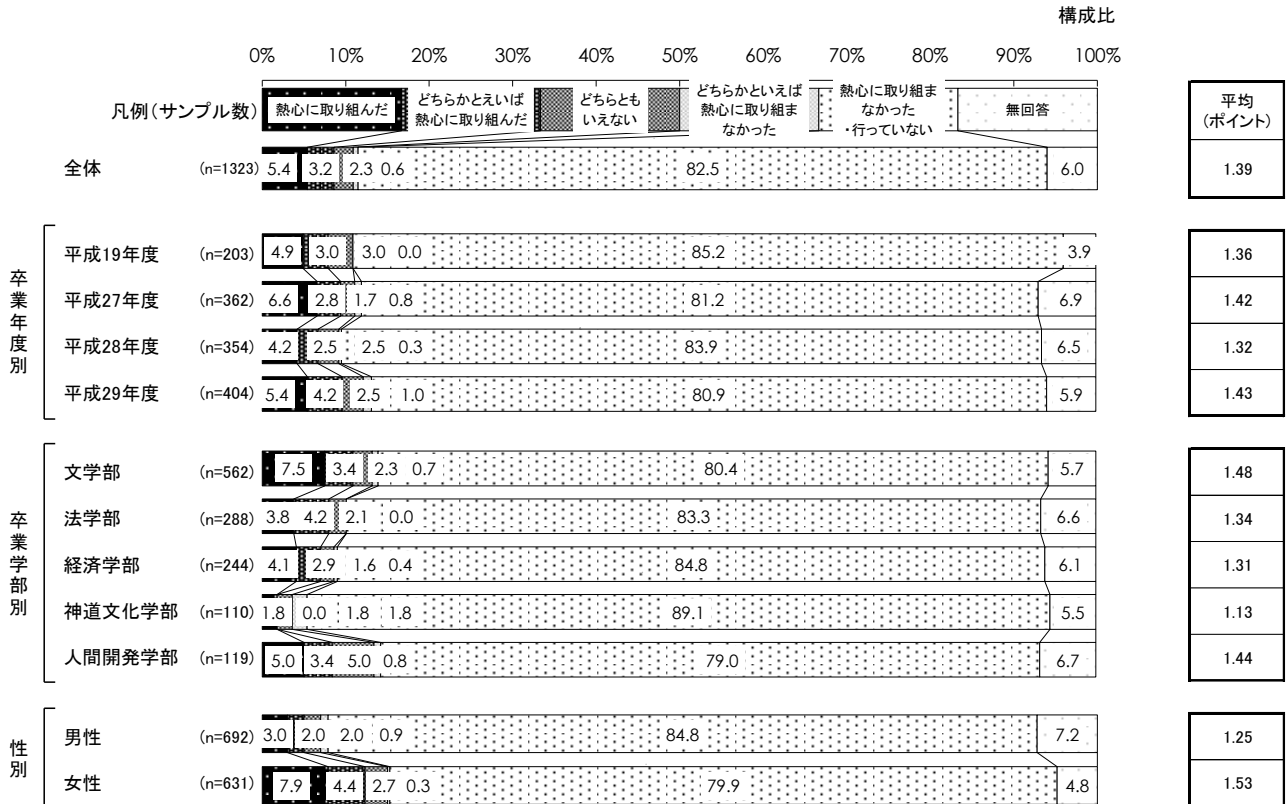 構成比
0% 10% 20% 30% 40% 50% 60% 70% 80% 90% 100%
凡例(サンプル数)
熱心に取り組んだ
どちらかとえいば
熱心に取り組んだ
どちらとも
いえない
どちらかといえば
熱心に取り組ま
なかった
熱心に取り組ま
なかった
・行っていない
無回答
平均
(ポイント)
全体 (n=1323) 5.4 3.2 2.3 0.6 82.5 6.0 1.39
卒業年度別
平成19年度 (n=203) 4.9 3.0 3.0 0.0 85.2 3.9 1.36
平成27年度 (n=362) 6.6 2.8 1.7 0.8 81.2 6.9 1.42
平成28年度 (n=354) 4.2 2.5 2.5 0.3 83.9 6.5 1.32
平成29年度 (n=404) 5.4 4.2 2.5 1.0 80.9 5.9 1.43
卒業学部別
文学部 (n=562) 7.5 3.4 2.3 0.7 80.4 5.7 1.48
法学部 (n=288) 3.8 4.2 2.1 0.0 83.3 6.6 1.34
経済学部 (n=244) 4.1 2.9 1.6 0.4 84.8 6.1 1.31
神道文化学部 (n=110) 1.8 0.0 1.8 1.8 89.1 5.5 1.13
人間開発学部 (n=119) 5.0 3.4 5.0 0.8 79.0 6.7 1.44
性別
男性 (n=692) 3.0 2.0 2.0 0.9 84.8 7.2 1.25
女性 (n=631) 7.9 4.4 2.7 0.3 79.9 4.8 1.53